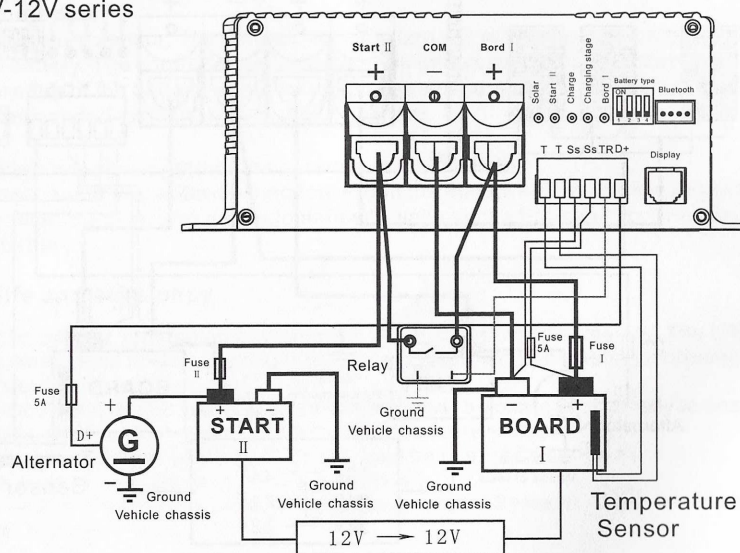 V-12V series
Start II COM Bord I
+ − +
Solar
Start II
Charge
Charging stage
Bord I
Battery type
ON
1 2 3 4
Bluetooth
T T Ss Ss TR D+
Display
Fuse
5A
D+
+
G
−
Alternator
Ground
Vehicle chassis
Fuse
II
+ −
START
II
Ground
Vehicle chassis
Relay
Ground
Vehicle chassis
Ground
Vehicle chassis
Fuse
5A
Fuse
I
− +
BOARD
I
Temperature
Sensor
12V → 12V